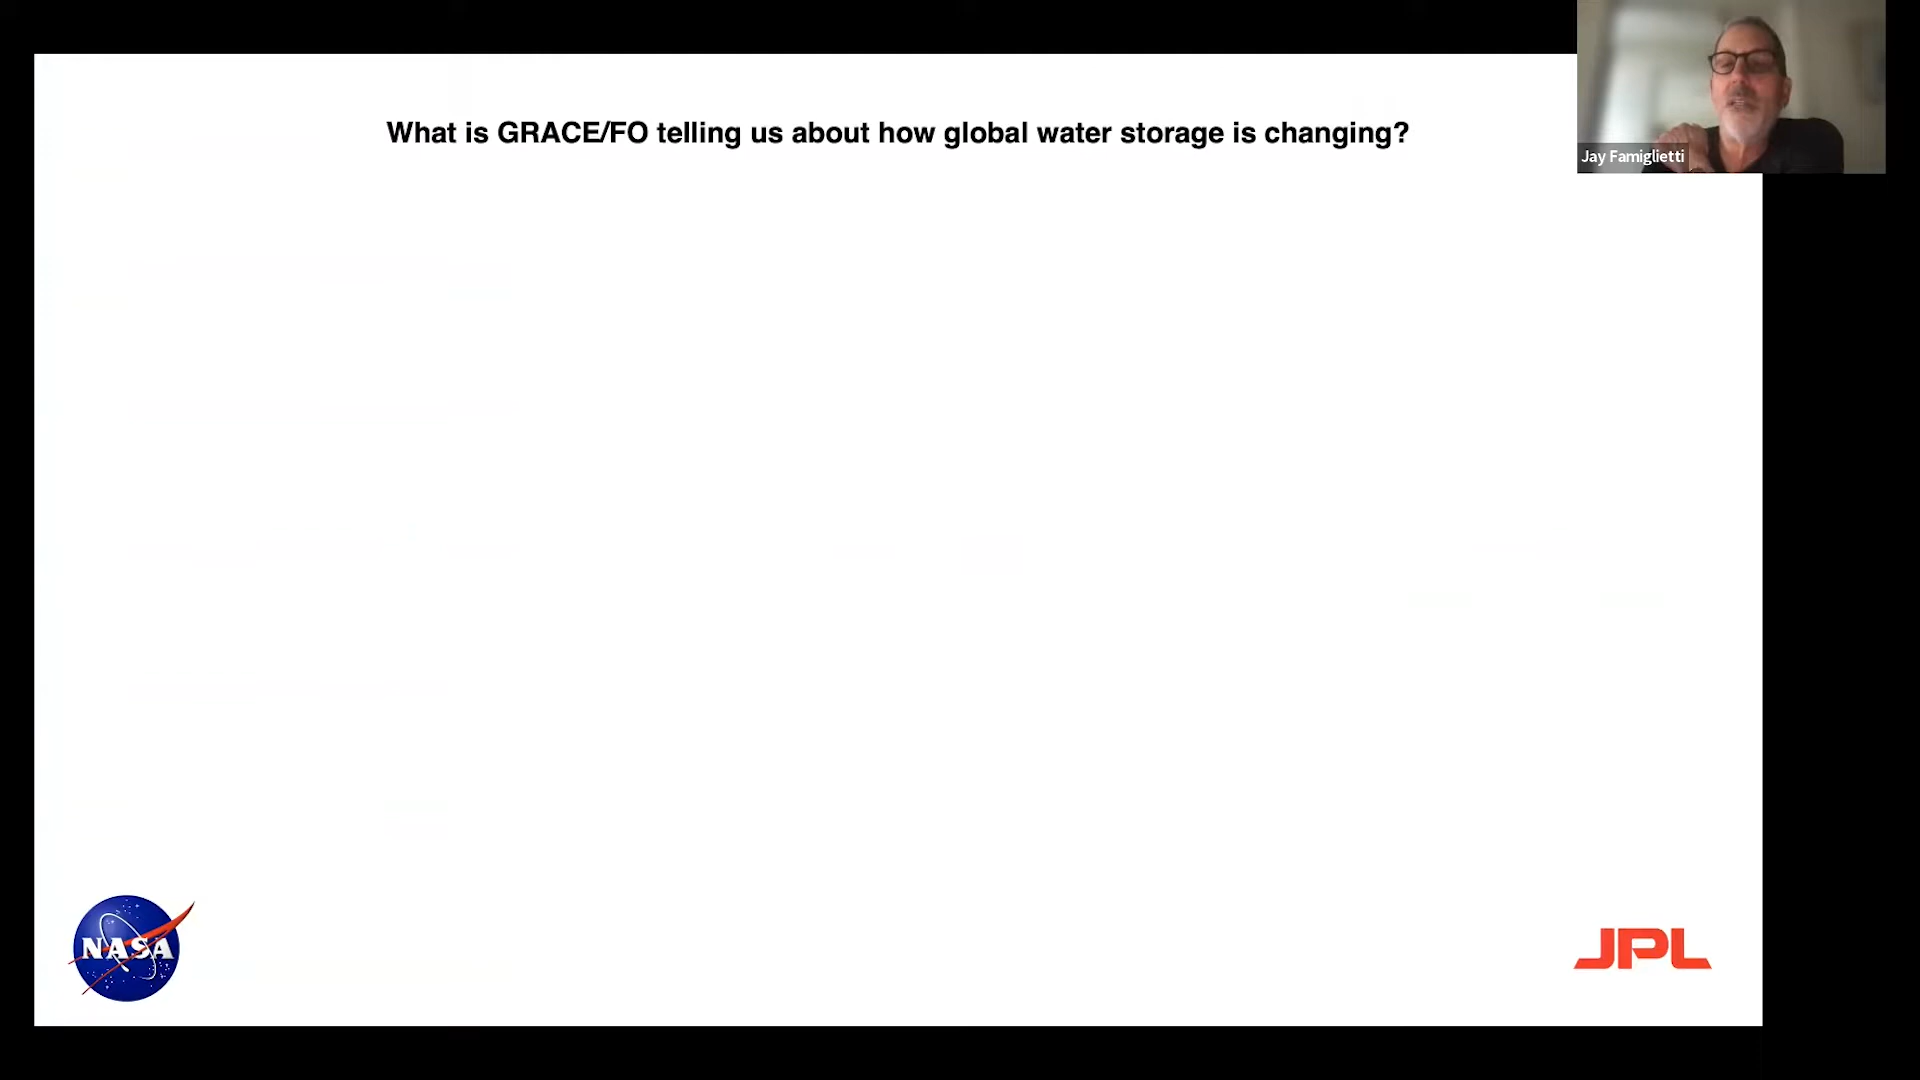 What is GRACE/FO telling us about how global water storage is changing?
Jay Famiglietti
NASA
JPL